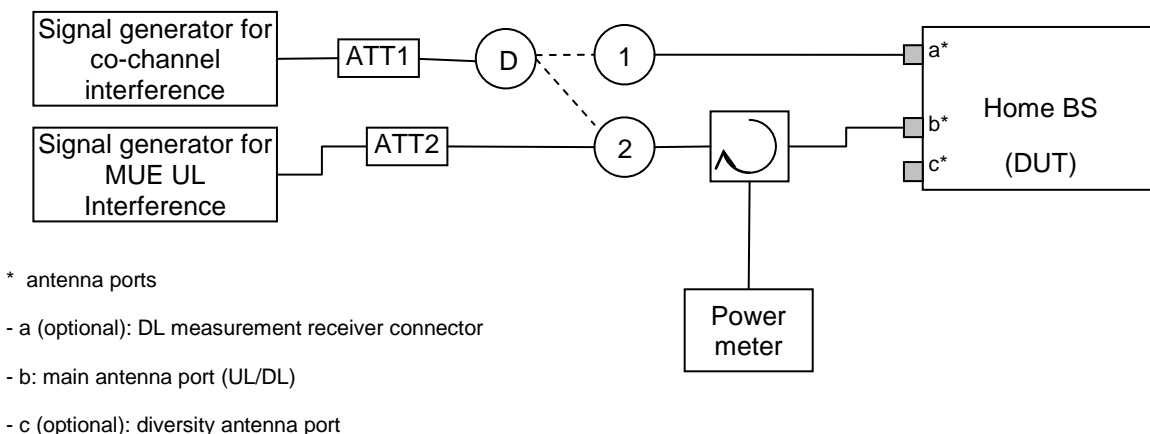 Signal generator for
co-channel
interference
ATT1
D
1
a*
Signal generator for
MUE UL
Interference
ATT2
2
b*
c*
Home BS
(DUT)
Power
meter
* antenna ports
- a (optional): DL measurement receiver connector
- b: main antenna port (UL/DL)
- c (optional): diversity antenna port